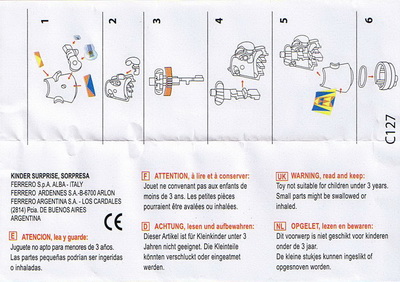 1
2
3
4
5
6
C127
KINDER SURPRISE, SORPRESA
FERRERO S.p.A. ALBA - ITALY
FERRERO ARDENNES S.A.-B-6700 ARLON
FERRERO ARGENTINA S.A. - LOS CARDALES
(2814) Pcia. DE BUENOS AIRES
ARGENTINA
CE
E ATENCION, lea y guarde:
Juguete no apto para menores de 3 años.
Las partes pequeñas podrían ser ingeridas
o inhaladas.
F ATTENTION, à lire et à conserver:
Jouet ne convenant pas aux enfants de
moins de 3 ans. Les petites pièces
pourraient être avalées ou inhalées.
D ACHTUNG, lesen und aufbewahren:
Dieser Artikel ist für Kleinkinder unter 3
Jahren nicht geeignet. Die Kleinteile
könnten verschluckt oder eingeatmet
werden.
UK WARNING, read and keep:
Toy not suitable for children under 3 years.
Small parts might be swallowed or
inhaled.
NL OPGELET, lezen en bewaren:
Dit voorwerp is niet geschikt voor kinderen
onder de 3 jaar.
De kleine stukjes kunnen ingeslikt of
opgesnoven worden.